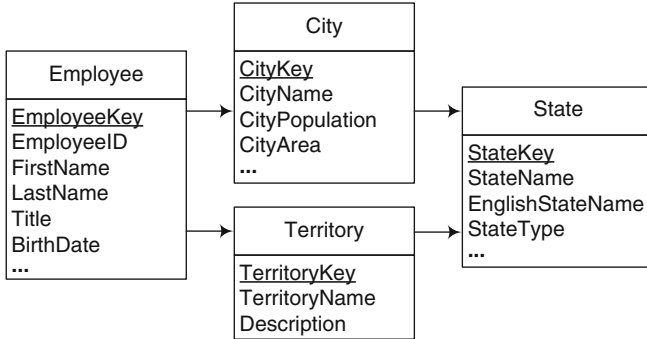 Employee
EmployeeKey
EmployeeID
FirstName
LastName
Title
BirthDate
...
City
CityKey
CityName
CityPopulation
CityArea
...
Territory
TerritoryKey
TerritoryName
Description
State
StateKey
StateName
EnglishStateName
StateType
...